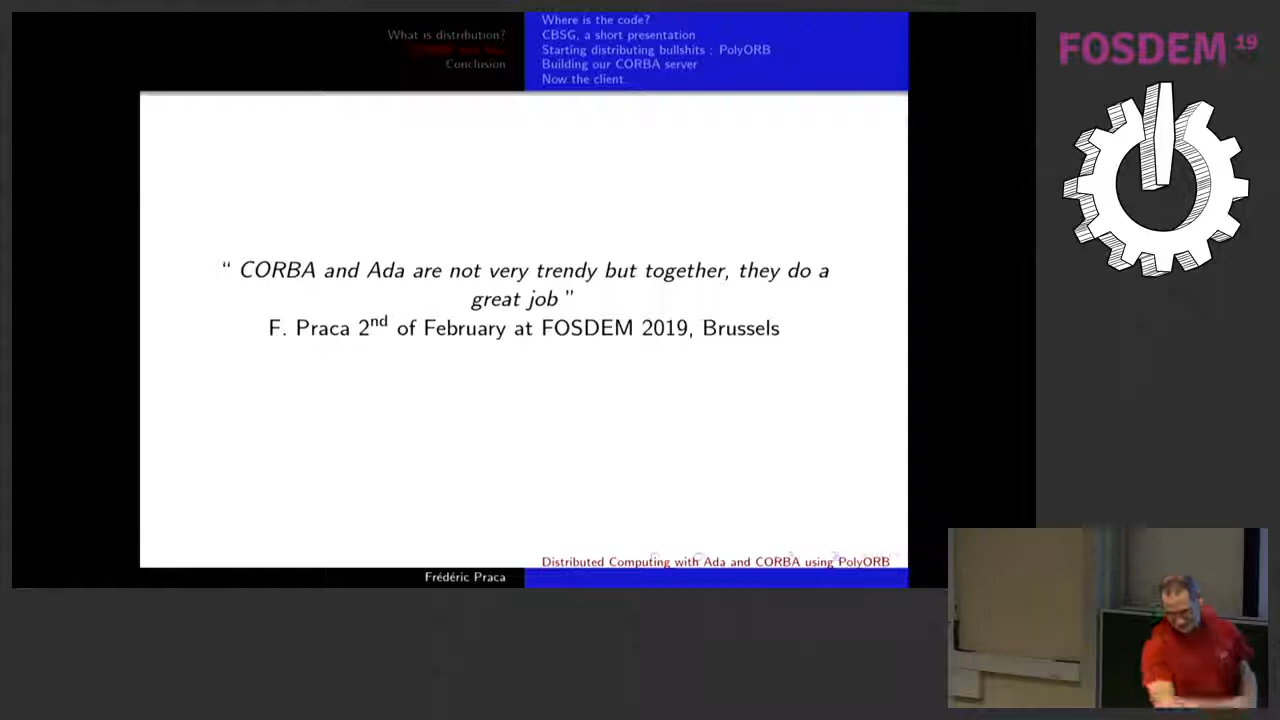 What is distribution?
Conclusion
Where is the code?
CBSG, a short presentation
Starting distributing bullshits : PolyORB
Building our CORBA server
Now the client
FOSDEM 19
“ CORBA and Ada are not very trendy but together, they do a
great job ”
F. Praca 2nd of February at FOSDEM 2019, Brussels
Distributed Computing with Ada and CORBA using PolyORB
Frédéric Praca